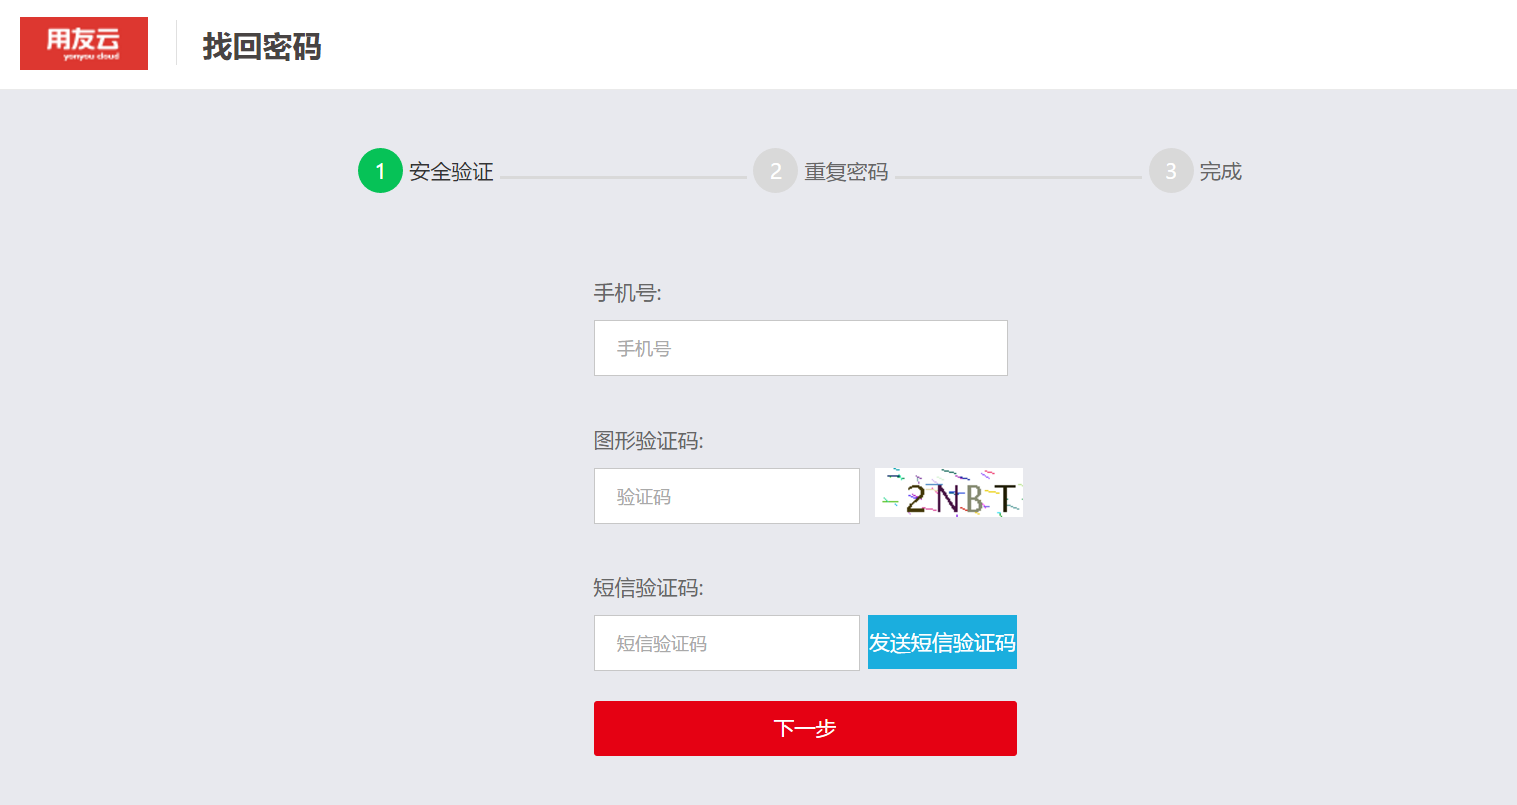 用友云
yonyou cloud
找回密码
1 安全验证 2 重复密码 3 完成
手机号:
手机号
图形验证码:
验证码 2NBT
短信验证码:
短信验证码 发送短信验证码
下一步